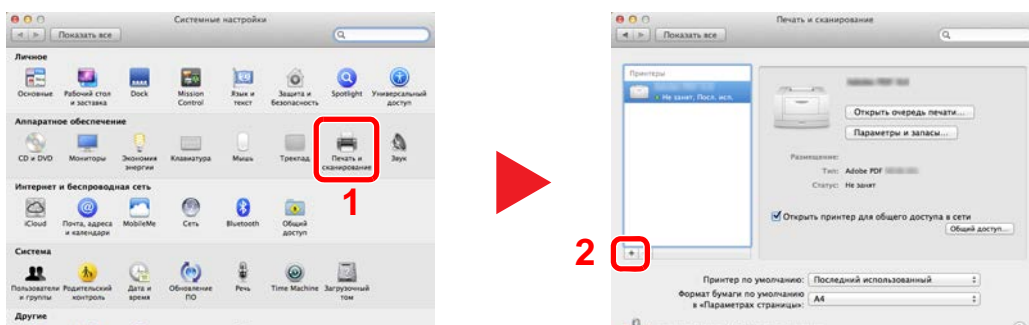 Системные настройки
Показать все
Личное
Основные
Рабочий стол
и заставка
Dock
Mission
Control
Язык и
текст
Защита и
безопасность
Spotlight
Универсальный
доступ
Аппаратное обеспечение
CD и DVD
Мониторы
Экономия
энергии
Клавиатура
Мышь
Трекпад
Печать и
сканирование
Звук
1
Интернет и беспроводная сеть
iCloud
Почта, адреса
и календари
MobileMe
Сеть
Bluetooth
Общий
доступ
Система
Пользователи
и группы
Родительский
контроль
Дата и
время
Обновление
ПО
Речь
Time Machine
Загрузочный
том
Другие
Печать и сканирование
Показать все
Принтеры
Не занят, Посл. исп.
Открыть очередь печати...
Параметры и запасы...
Размещение:
Тип: Adobe PDF
Статус: Не занят
Открыть принтер для общего доступа в сети
Общий доступ...
2
+
Принтер по умолчанию: Последний использованный
Формат бумаги по умолчанию
в «Параметрах страницы»: A4